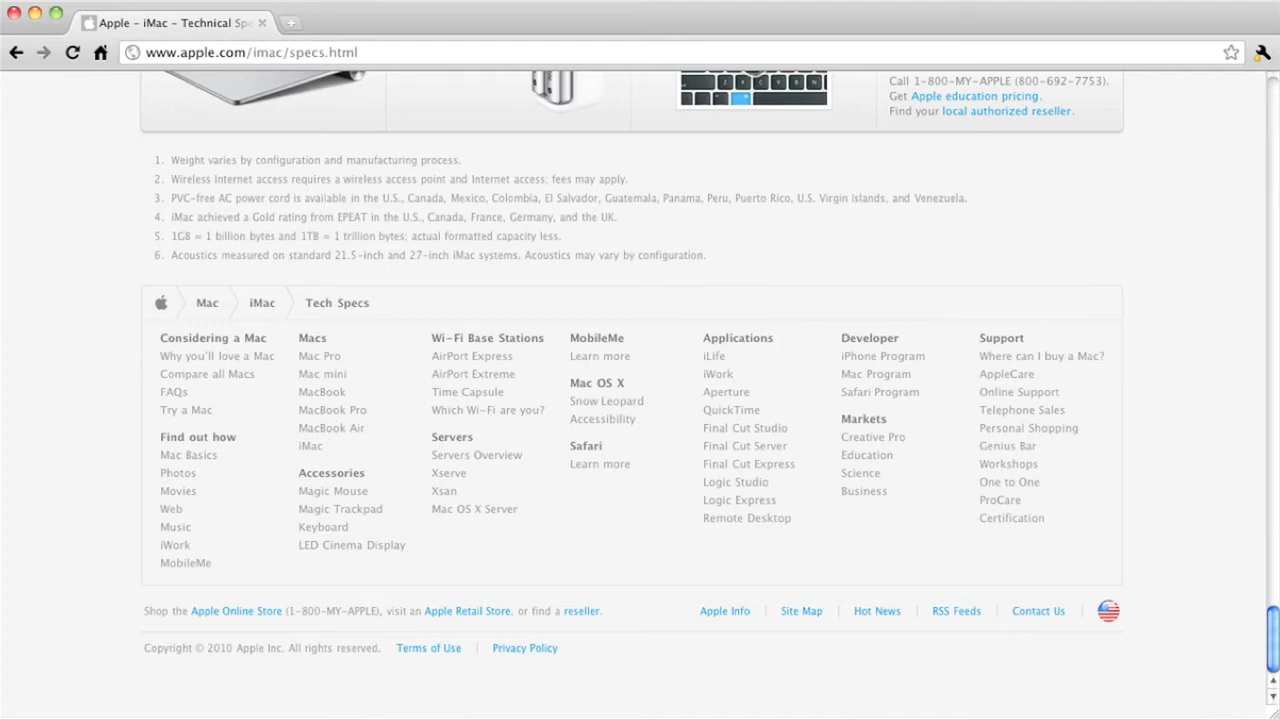 Apple - iMac - Technical Spe
www.apple.com/imac/specs.html
Call 1-800-MY-APPLE (800-692-7753).
Get Apple education pricing.
Find your local authorized reseller.
1. Weight varies by configuration and manufacturing process.
2. Wireless Internet access requires a wireless access point and Internet access; fees may apply.
3. PVC-free AC power cord is available in the U.S., Canada, Mexico, Colombia, El Salvador, Guatemala, Panama, Peru, Puerto Rico, U.S. Virgin Islands, and Venezuela.
4. iMac achieved a Gold rating from EPEAT in the U.S., Canada, France, Germany, and the UK.
5. 1GB = 1 billion bytes and 1TB = 1 trillion bytes; actual formatted capacity less.
6. Acoustics measured on standard 21.5-inch and 27-inch iMac systems. Acoustics may vary by configuration.
Mac iMac Tech Specs
Considering a Mac
Why you'll love a Mac
Compare all Macs
FAQs
Try a Mac
Find out how
Mac Basics
Photos
Movies
Web
Music
iWork
MobileMe
Macs
Mac Pro
Mac mini
MacBook
MacBook Pro
MacBook Air
iMac
Accessories
Magic Mouse
Magic Trackpad
Keyboard
LED Cinema Display
Wi-Fi Base Stations
AirPort Express
AirPort Extreme
Time Capsule
Which Wi-Fi are you?
Servers
Servers Overview
Xserve
Xsan
Mac OS X Server
MobileMe
Learn more
Mac OS X
Snow Leopard
Accessibility
Safari
Learn more
Applications
iLife
iWork
Aperture
QuickTime
Final Cut Studio
Final Cut Server
Final Cut Express
Logic Studio
Logic Express
Remote Desktop
Developer
iPhone Program
Mac Program
Safari Program
Markets
Creative Pro
Education
Science
Business
Support
Where can I buy a Mac?
AppleCare
Online Support
Telephone Sales
Personal Shopping
Genius Bar
Workshops
One to One
ProCare
Certification
Shop the Apple Online Store (1-800-MY-APPLE), visit an Apple Retail Store, or find a reseller.
Apple Info Site Map Hot News RSS Feeds Contact Us
Copyright © 2010 Apple Inc. All rights reserved. Terms of Use Privacy Policy